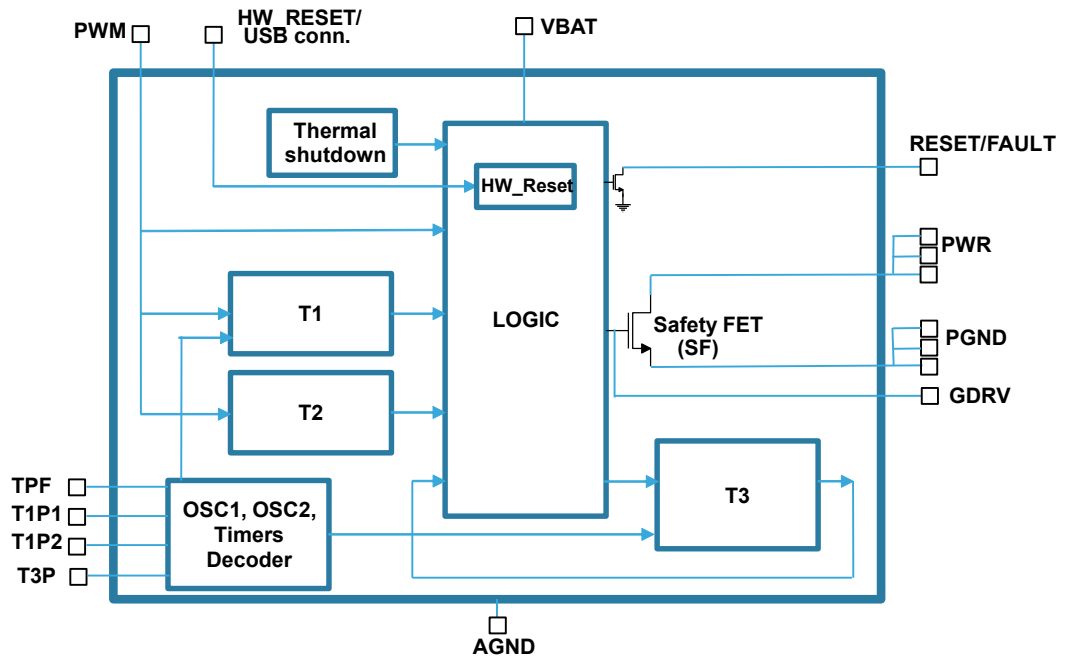 PWM
HW_RESET/
USB conn.
VBAT
Thermal
shutdown
RESET/FAULT
HW_Reset
PWR
T1
LOGIC
Safety FET
(SF)
PGND
T2
GDRV
TPF
T1P1
T1P2
T3P
OSC1, OSC2,
Timers
Decoder
T3
AGND